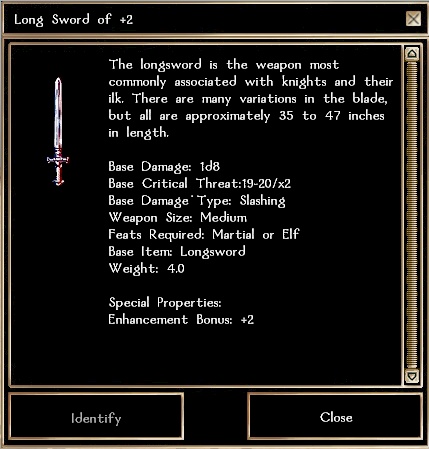 Long Sword of +2
The longsword is the weapon most
commonly associated with knights and their
ilk. There are many variations in the blade,
but all are approximately 35 to 47 inches
in length.
Base Damage: 1d8
Base Critical Threat:19-20/x2
Base Damage Type: Slashing
Weapon Size: Medium
Feats Required: Martial or Elf
Base Item: Longsword
Weight: 4.0
Special Properties:
Enhancement Bonus: +2
Identify
Close